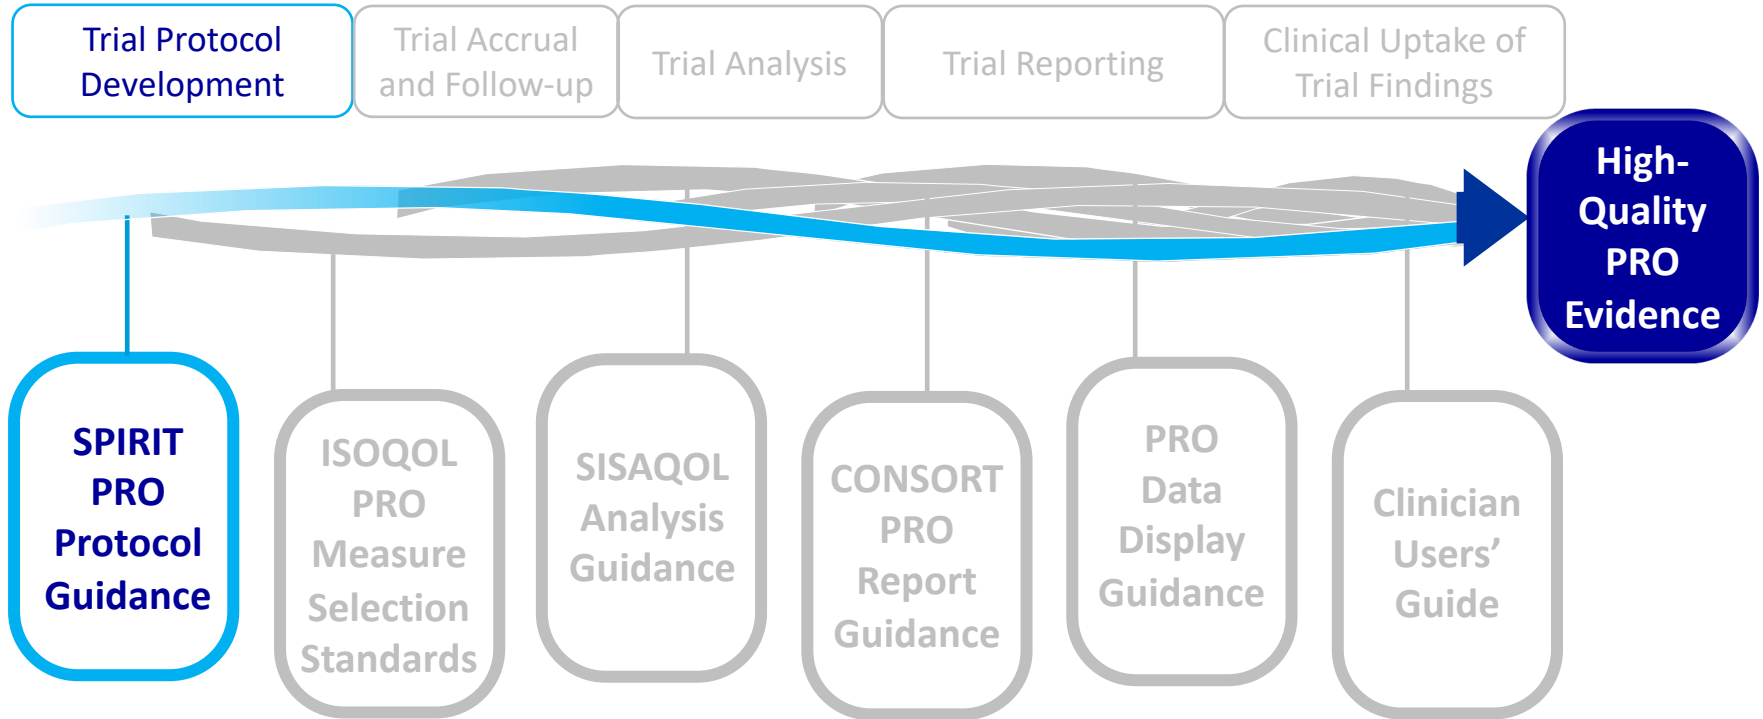 Trial Protocol
Development
Trial Accrual
and Follow-up
Trial Analysis
Trial Reporting
Clinical Uptake of
Trial Findings
High-
Quality
PRO
Evidence
SPIRIT
PRO
Protocol
Guidance
ISOQOL
PRO
Measure
Selection
Standards
SISAQOL
Analysis
Guidance
CONSORT
PRO
Report
Guidance
PRO
Data
Display
Guidance
Clinician
Users’
Guide